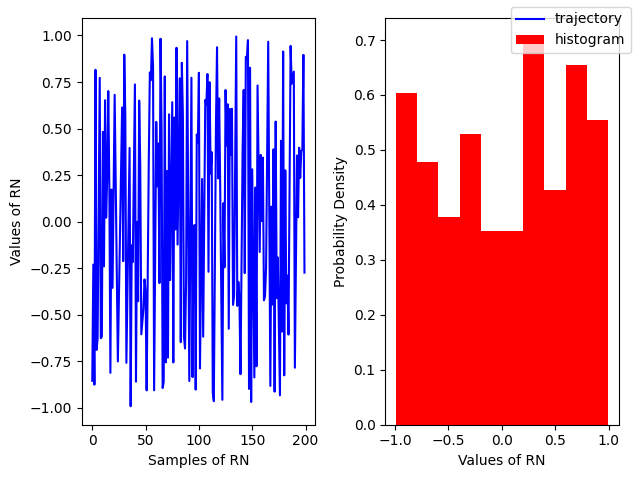 trajectory
histogram
1.00
0.75
0.50
0.25
0.00
−0.25
−0.50
−0.75
−1.00
Values of RN
0 50 100 150 200
Samples of RN
0.7
0.6
0.5
0.4
0.3
0.2
0.1
0.0
Probability Density
−1.0 −0.5 0.0 0.5 1.0
Values of RN